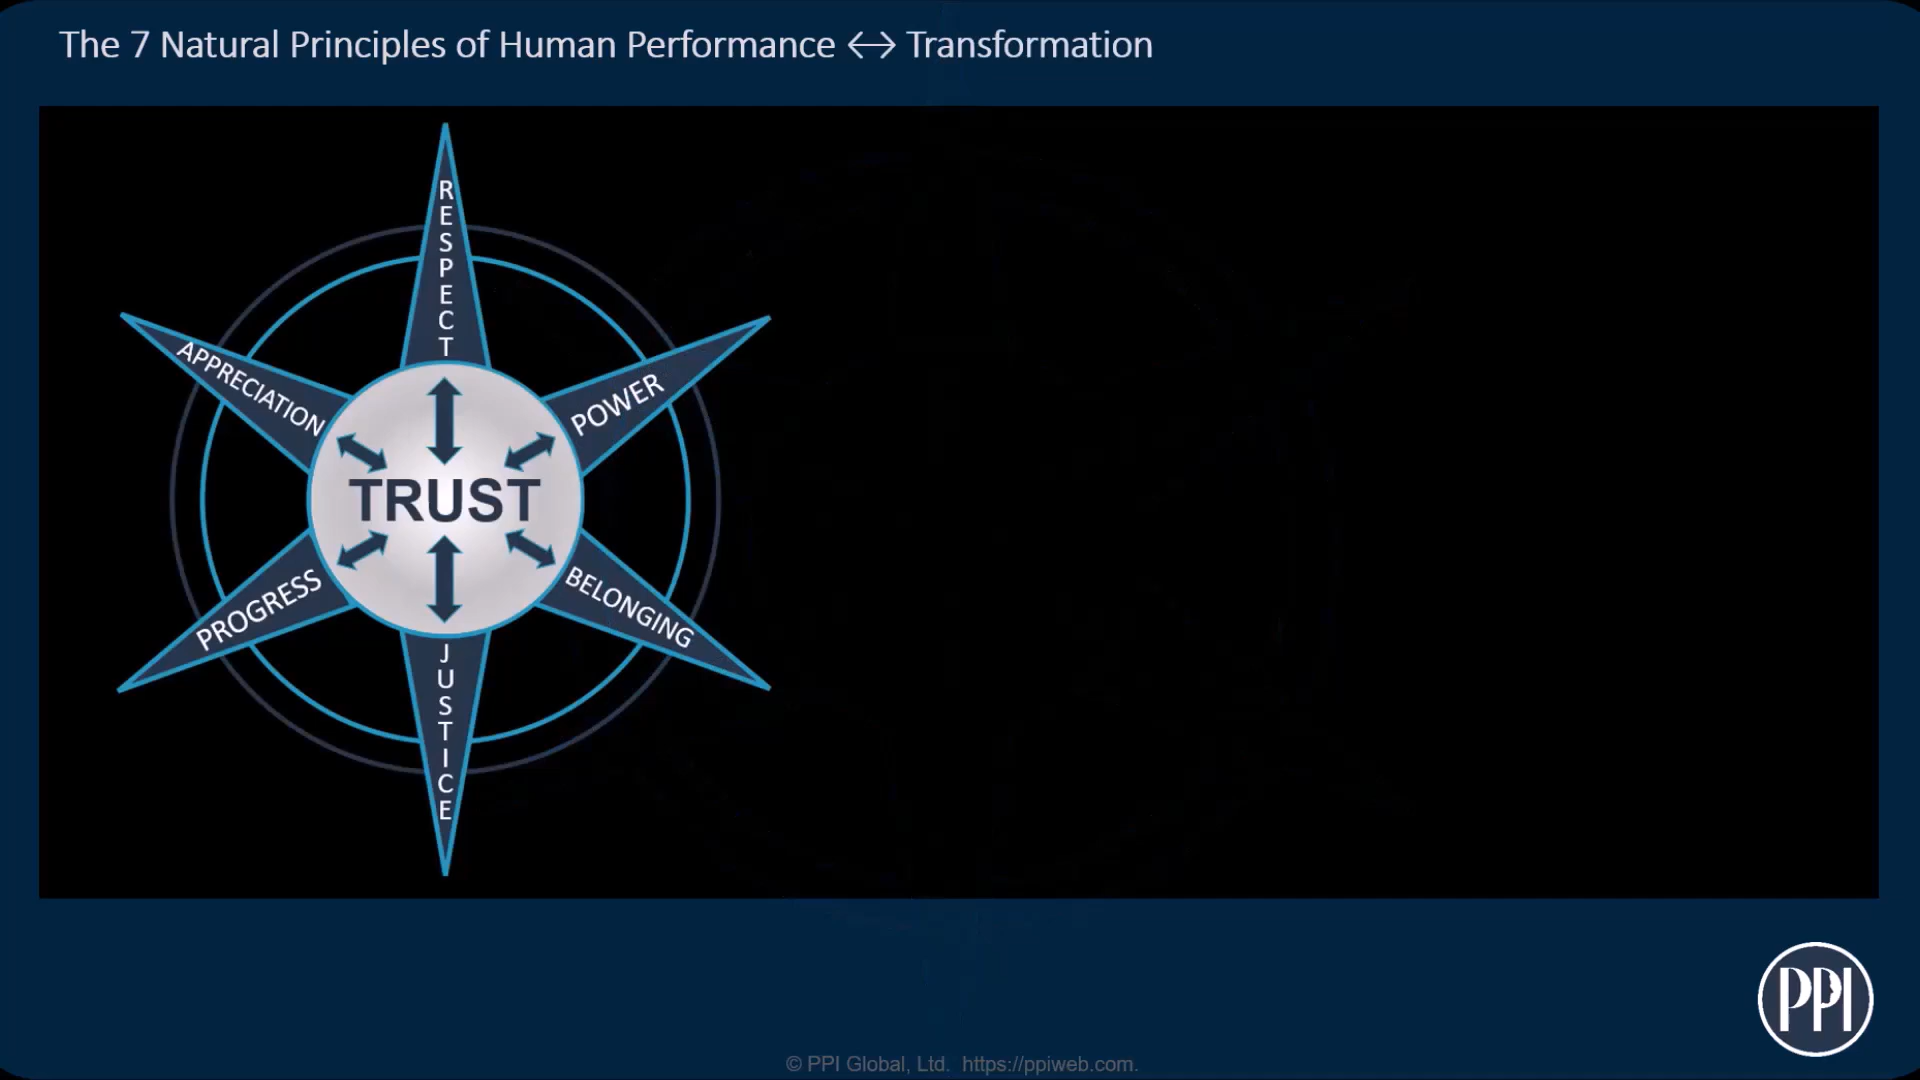 The 7 Natural Principles of Human Performance ↔ Transformation
RESPECT
APPRECIATION
POWER
TRUST
PROGRESS
BELONGING
JUSTICE
PPI
© PPI Global, Ltd. https://ppiweb.com.